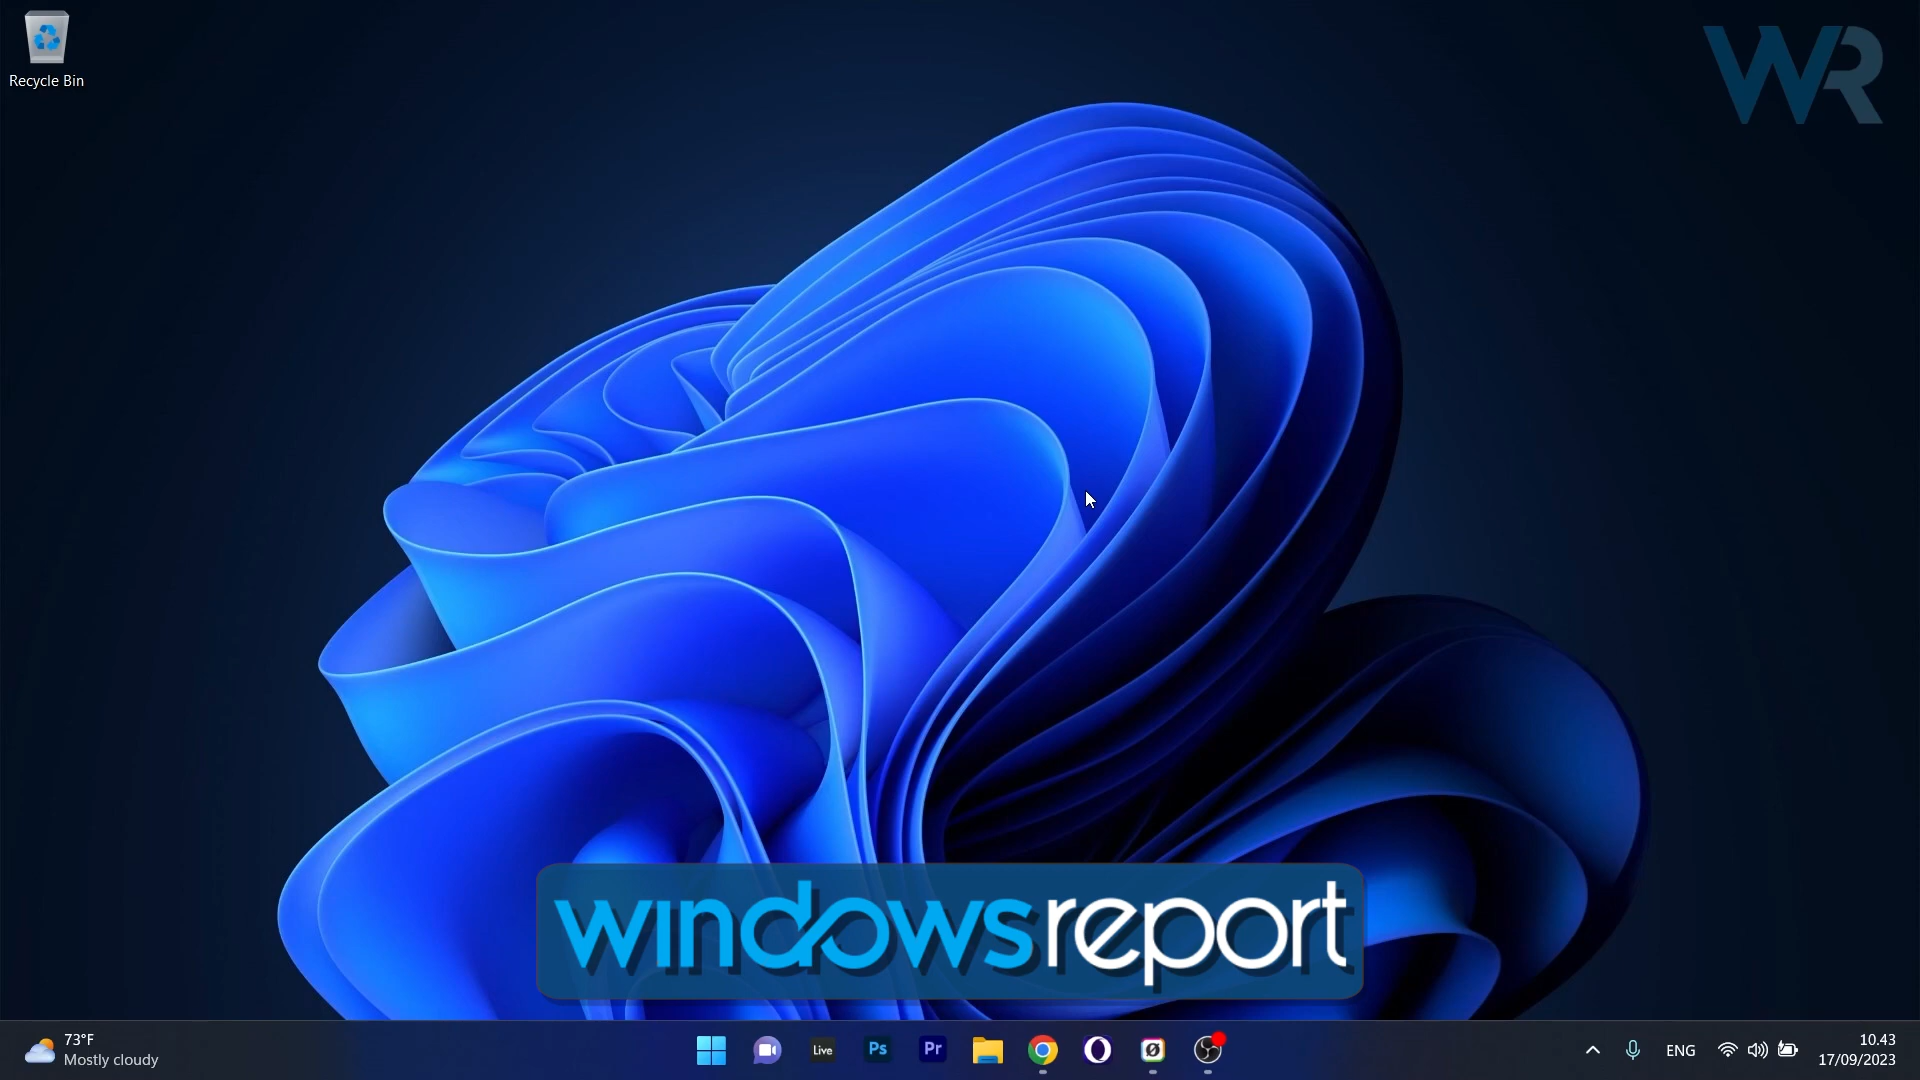 Recycle Bin
WR
windowsreport
73°F
Mostly cloudy
Live
Ps
Pr
ENG
10.43
17/09/2023